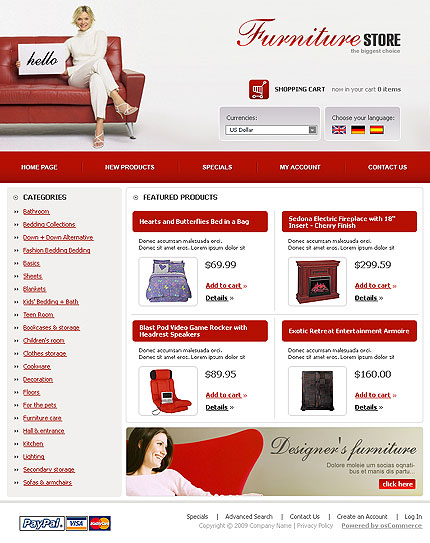 hello
Furniture STORE
the biggest choice
SHOPPING CART now in your cart 0 items
Currencies:
US Dollar
Choose your language:
HOME PAGE NEW PRODUCTS SPECIALS MY ACCOUNT CONTACT US
CATEGORIES
Bathroom
Bedding Collections
Down + Down Alternative
Fashion Bedding Bedding
Basics
Sheets
Blankets
Kids' Bedding + Bath
Teen Room
Bookcases & storage
Children's room
Clothes storage
Cookware
Decoration
Floors
For the pets
Furniture care
Hall & entrance
Kitchen
Lighting
Secondary storage
Sofas & armchairs
FEATURED PRODUCTS
Hearts and Butterflies Bed in a Bag
Donec accumsan malesuada orci.
Donec sit amet eros. Lorem ipsum dolor sit
$69.99
Add to cart »
Details »
Sedona Electric Fireplace with 18"
Insert - Cherry Finish
Donec accumsan malesuada orci.
Donec sit amet eros. Lorem ipsum dolor sit
$299.59
Add to cart »
Details »
Blast Pod Video Game Rocker with
Headrest Speakers
Donec accumsan malesuada orci.
Donec sit amet eros. Lorem ipsum dolor sit
$89.95
Add to cart »
Details »
Exotic Retreat Entertainment Armoire
Donec accumsan malesuada orci.
Donec sit amet eros. Lorem ipsum dolor sit
$160.00
Add to cart »
Details »
Designer's furniture
Dolore meleium um socias oqnati-
bus et magnis dis partu...
click here
PayPal VISA MasterCard
Specials | Advanced Search | Contact Us | Create an Account | Log In
Copyright © 2009 Company Name | Privacy Policy Powered by osCommerce